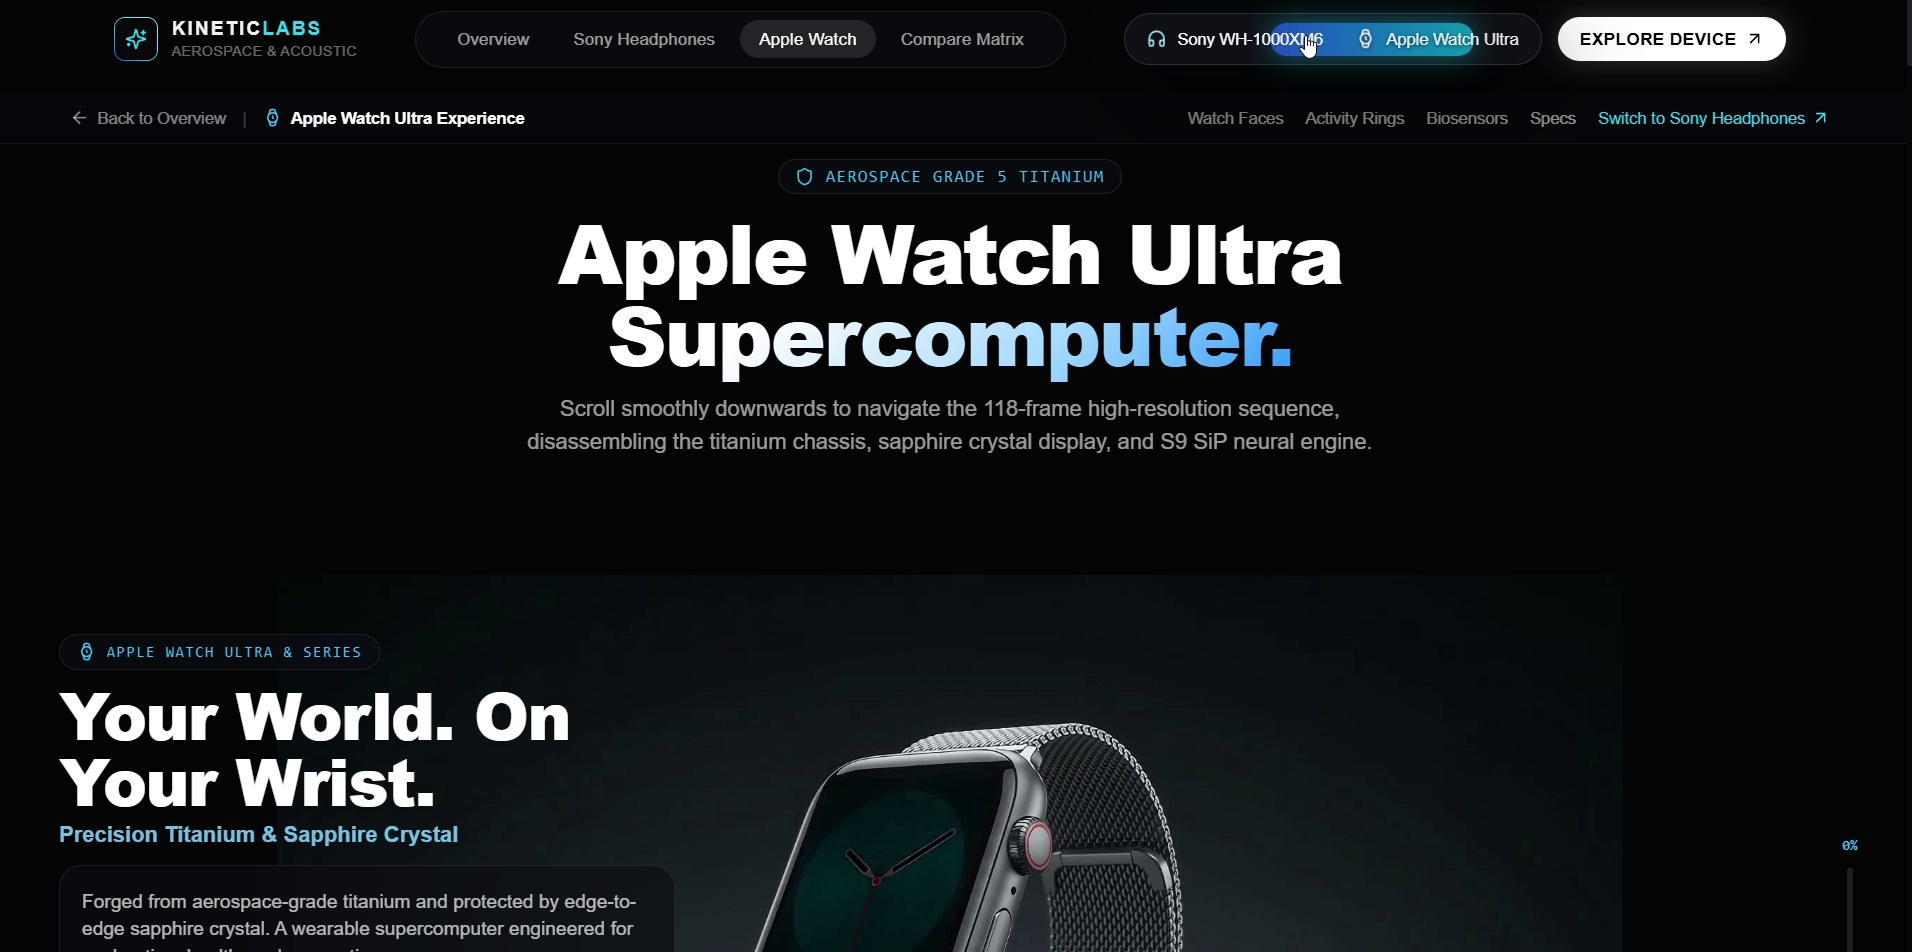 KINETICLABS
AEROSPACE & ACOUSTIC
Overview
Sony Headphones
Apple Watch
Compare Matrix
Sony WH-1000XM6
Apple Watch Ultra
EXPLORE DEVICE
Back to Overview
|
Apple Watch Ultra Experience
Watch Faces
Activity Rings
Biosensors
Specs
Switch to Sony Headphones
AEROSPACE GRADE 5 TITANIUM
Apple Watch Ultra
Supercomputer.
Scroll smoothly downwards to navigate the 118-frame high-resolution sequence,
disassembling the titanium chassis, sapphire crystal display, and S9 SiP neural engine.
APPLE WATCH ULTRA & SERIES
Your World. On
Your Wrist.
Precision Titanium & Sapphire Crystal
0%
Forged from aerospace-grade titanium and protected by edge-to-
edge sapphire crystal. A wearable supercomputer engineered for